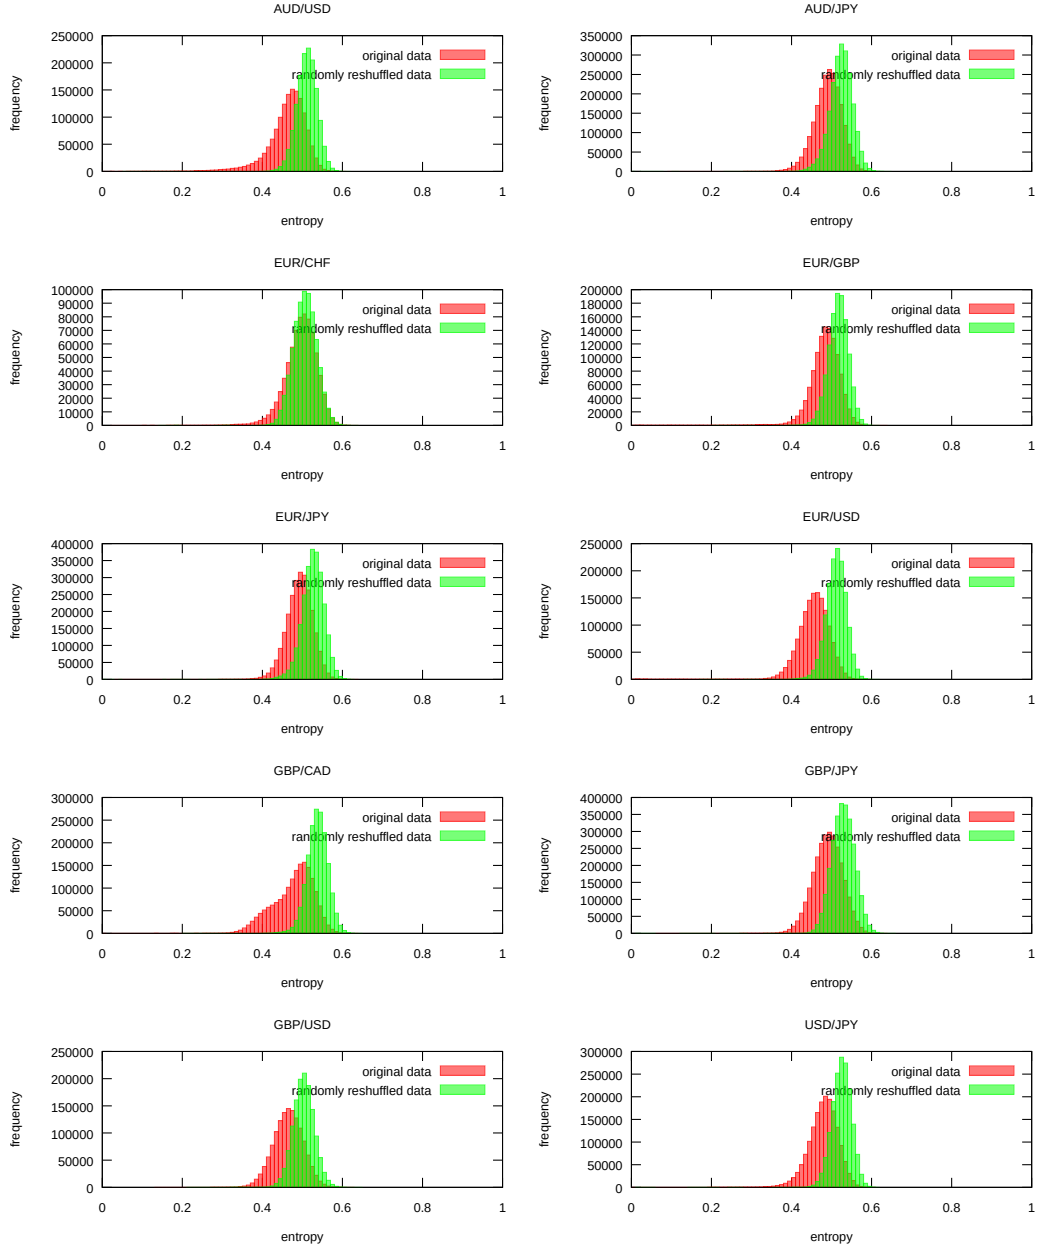 AUD/USD
250000
200000
150000
100000
50000
0
frequency
original data
randomly reshuffled data
0 0.2 0.4 0.6 0.8 1
entropy
AUD/JPY
350000
300000
250000
200000
150000
100000
50000
0
frequency
original data
randomly reshuffled data
0 0.2 0.4 0.6 0.8 1
entropy
EUR/CHF
100000
90000
80000
70000
60000
50000
40000
30000
20000
10000
0
frequency
original data
randomly reshuffled data
0 0.2 0.4 0.6 0.8 1
entropy
EUR/GBP
200000
180000
160000
140000
120000
100000
80000
60000
40000
20000
0
frequency
original data
randomly reshuffled data
0 0.2 0.4 0.6 0.8 1
entropy
EUR/JPY
400000
350000
300000
250000
200000
150000
100000
50000
0
frequency
original data
randomly reshuffled data
0 0.2 0.4 0.6 0.8 1
entropy
EUR/USD
250000
200000
150000
100000
50000
0
frequency
original data
randomly reshuffled data
0 0.2 0.4 0.6 0.8 1
entropy
GBP/CAD
300000
250000
200000
150000
100000
50000
0
frequency
original data
randomly reshuffled data
0 0.2 0.4 0.6 0.8 1
entropy
GBP/JPY
400000
350000
300000
250000
200000
150000
100000
50000
0
frequency
original data
randomly reshuffled data
0 0.2 0.4 0.6 0.8 1
entropy
GBP/USD
250000
200000
150000
100000
50000
0
frequency
original data
randomly reshuffled data
0 0.2 0.4 0.6 0.8 1
entropy
USD/JPY
300000
250000
200000
150000
100000
50000
0
frequency
original data
randomly reshuffled data
0 0.2 0.4 0.6 0.8 1
entropy